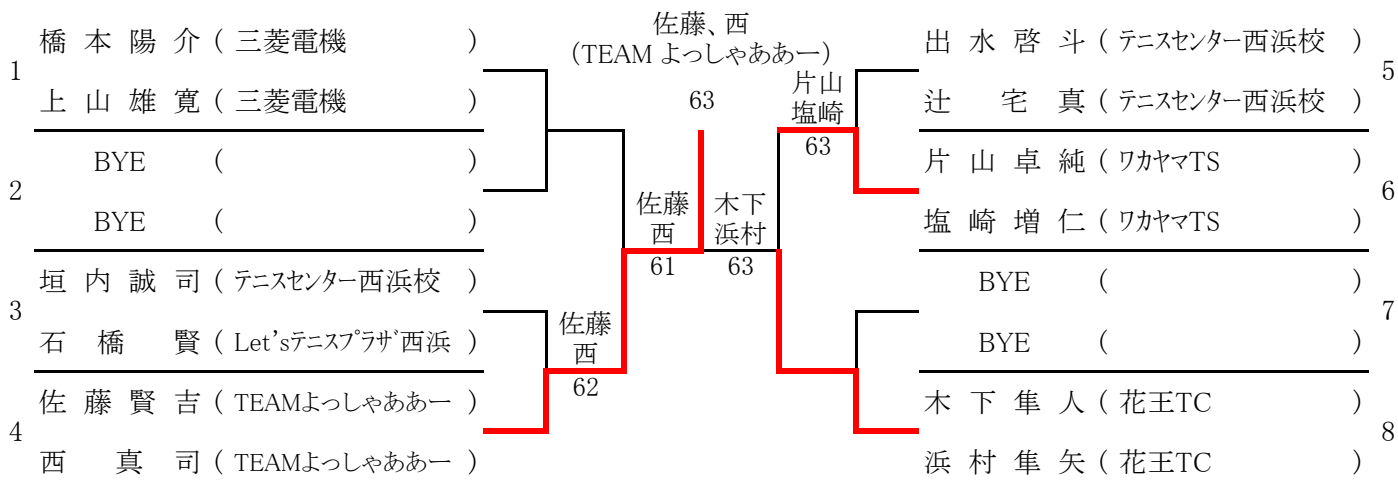 佐藤、西
(TEAM よっしゃああー)
63
1
橋本陽介 ( 三菱電機 )
上山雄寛 ( 三菱電機 )
2
BYE ( )
BYE ( )
3
垣内誠司 ( テニスセンター西浜校 )
石橋 賢 ( Let'sテニスプラザ西浜 )
4
佐藤賢吉 ( TEAMよっしゃああー )
西 真司 ( TEAMよっしゃああー )
佐藤
西
62
佐藤
西
61
木下
浜村
63
片山
塩崎
63
出水啓斗 ( テニスセンター西浜校 )
辻 宅真 ( テニスセンター西浜校 )
5
片山卓純 ( ワカヤマTS )
塩崎増仁 ( ワカヤマTS )
6
BYE ( )
BYE ( )
7
木下隼人 ( 花王TC )
浜村隼矢 ( 花王TC )
8